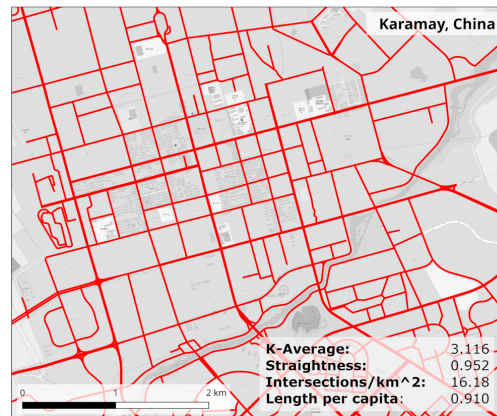 Karamay, China
K-Average: 3.116
Straightness: 0.952
Intersections/km^2: 16.18
Length per capita: 0.910
0 1 2 km